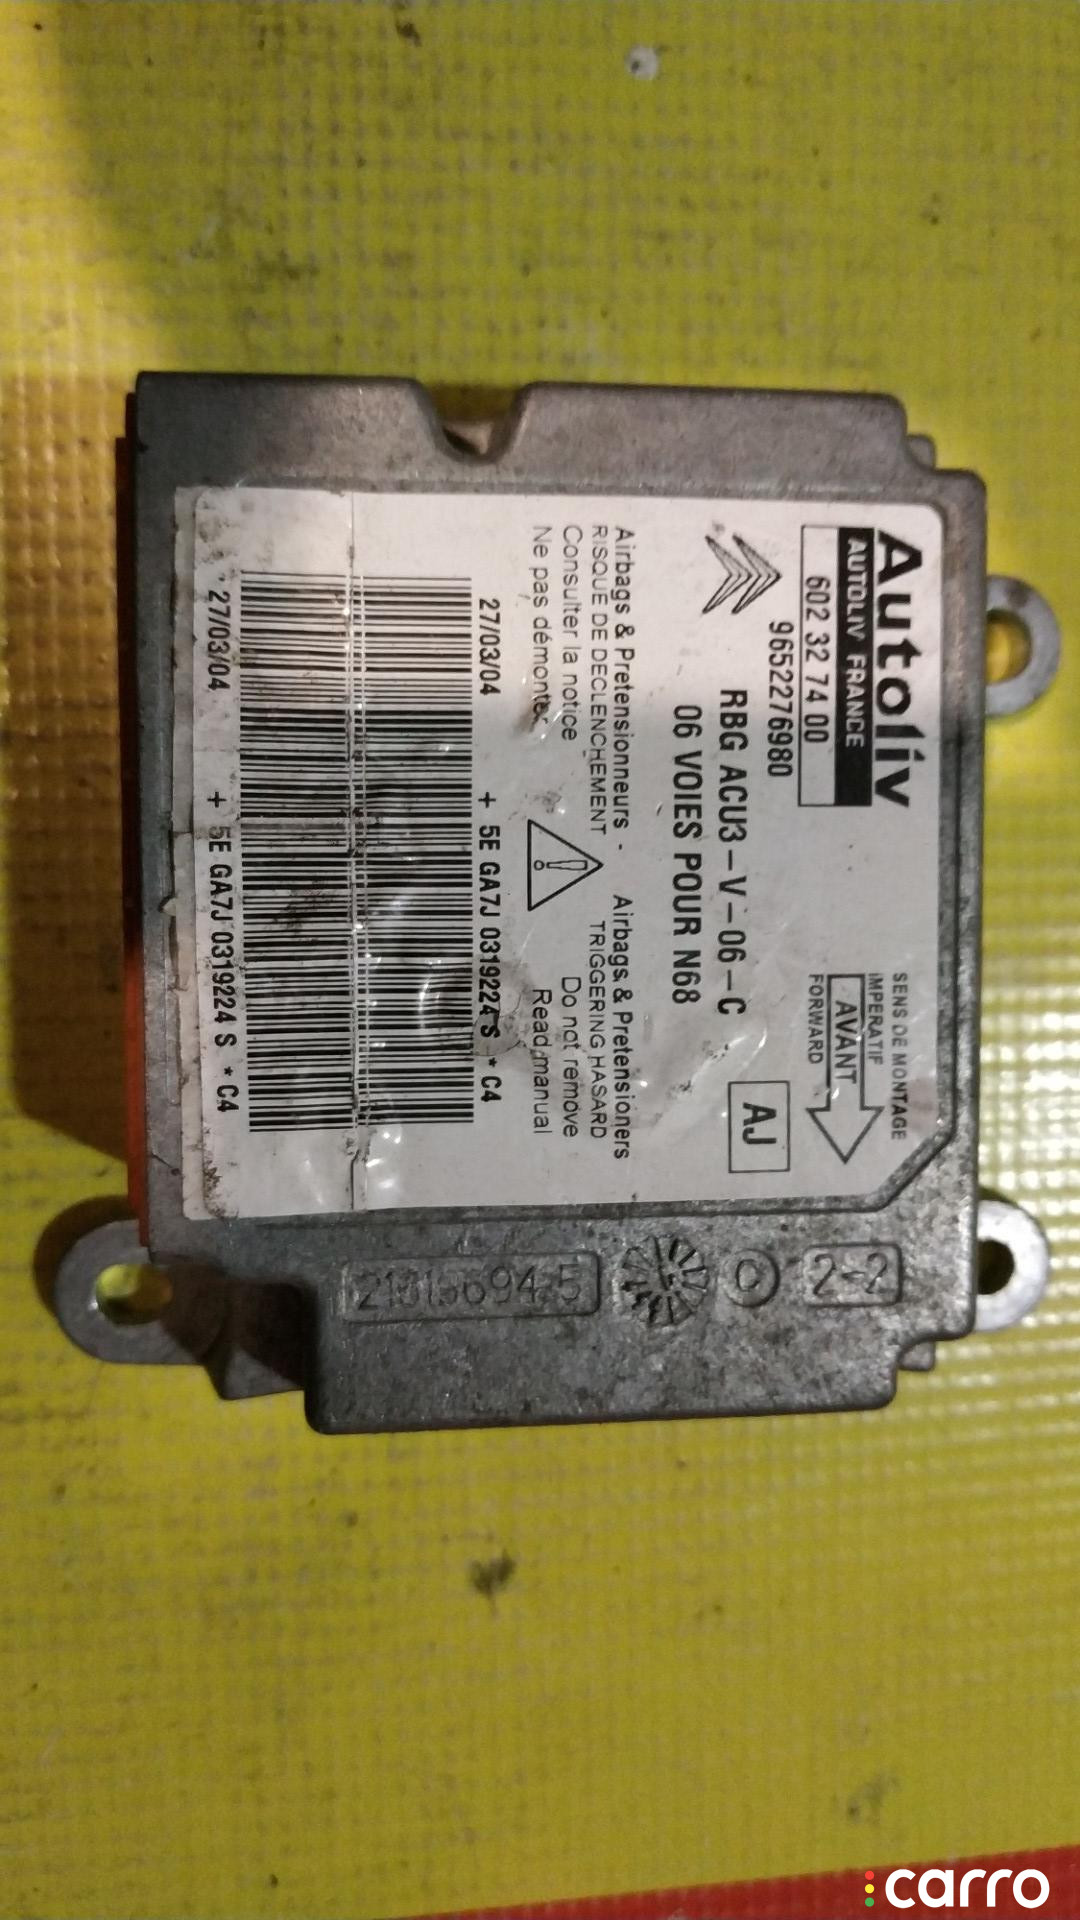 Autoliv
AUTOLIV FRANCE
602 32 74 00
9652276980
SENS DE MONTAGE
IMPERATIF
AVANT
FORWARD
RBG ACU3-V-06-C
06 VOIES POUR N68
AJ
Airbags & Pretensionneurs - Airbags & Pretensioners
RISQUE DE DECLENCHEMENT TRIGGERING HASARD
Consulter la notice Do not remove
Ne pas démonter Read manual
27/03/04 + 5E GA7J 0319224 S *C4
27/03/04 + 5E GA7J 0319224 S *C4
2-2
carro